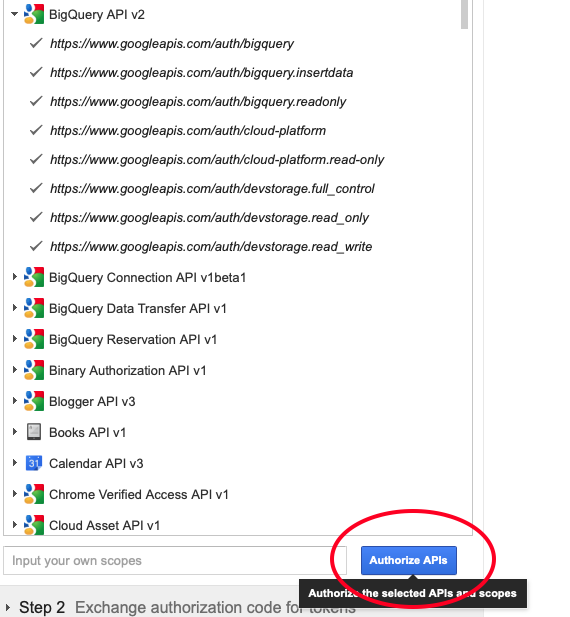 BigQuery API v2
https://www.googleapis.com/auth/bigquery
https://www.googleapis.com/auth/bigquery.insertdata
https://www.googleapis.com/auth/bigquery.readonly
https://www.googleapis.com/auth/cloud-platform
https://www.googleapis.com/auth/cloud-platform.read-only
https://www.googleapis.com/auth/devstorage.full_control
https://www.googleapis.com/auth/devstorage.read_only
https://www.googleapis.com/auth/devstorage.read_write
BigQuery Connection API v1beta1
BigQuery Data Transfer API v1
BigQuery Reservation API v1
Binary Authorization API v1
Blogger API v3
Books API v1
31 Calendar API v3
Chrome Verified Access API v1
Cloud Asset API v1
Input your own scopes
Authorize APIs
Authorize the selected APIs and scopes
Step 2 Exchange authorization code for tokens